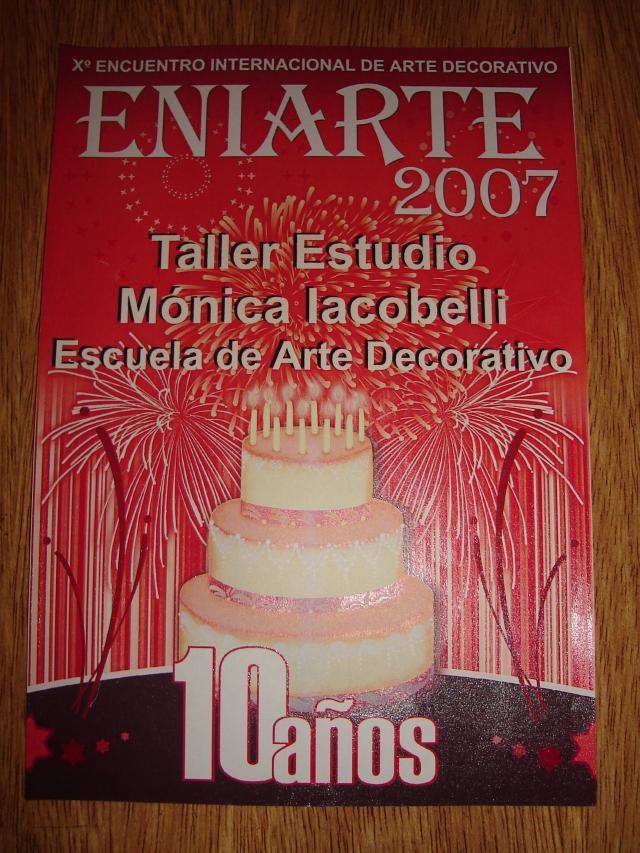 Xº ENCUENTRO INTERNACIONAL DE ARTE DECORATIVO
ENIARTE
2007
Taller Estudio
Mónica Iacobelli
Escuela de Arte Decorativo
10años